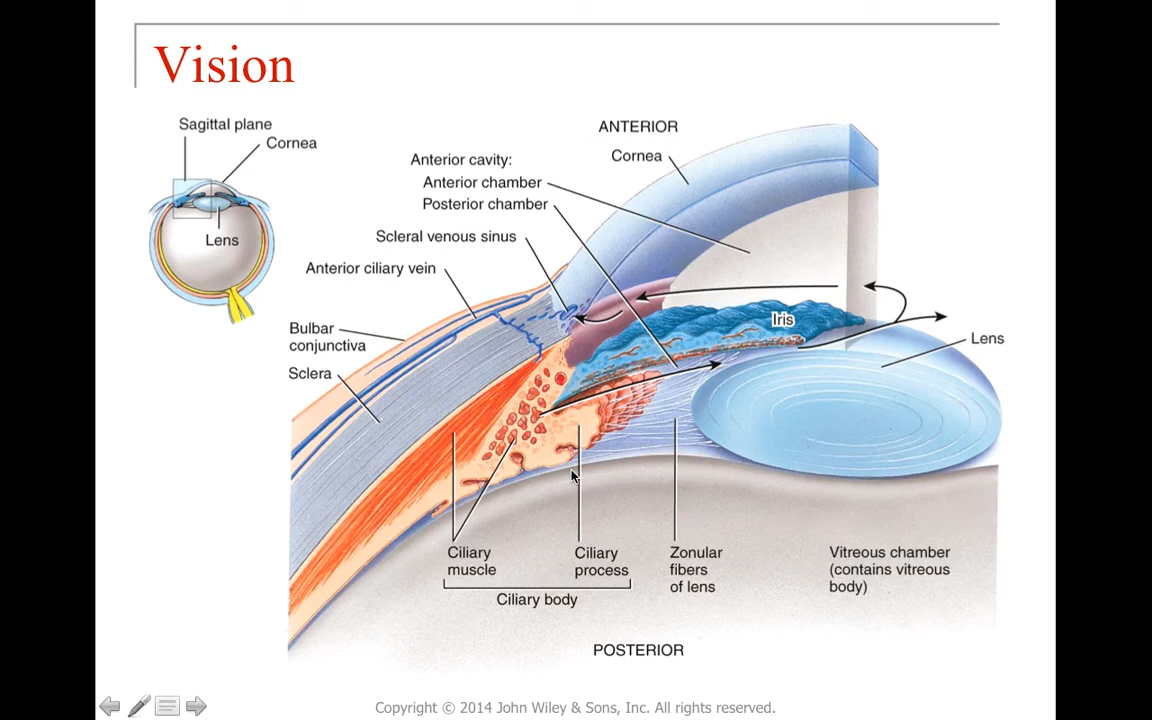 Vision
Sagittal plane
Cornea
Lens
ANTERIOR
Cornea
Anterior cavity:
Anterior chamber
Posterior chamber
Scleral venous sinus
Anterior ciliary vein
Bulbar
conjunctiva
Sclera
Iris
Lens
Ciliary
muscle
Ciliary
process
Ciliary body
Zonular
fibers
of lens
Vitreous chamber
(contains vitreous
body)
POSTERIOR
Copyright © 2014 John Wiley & Sons, Inc. All rights reserved.